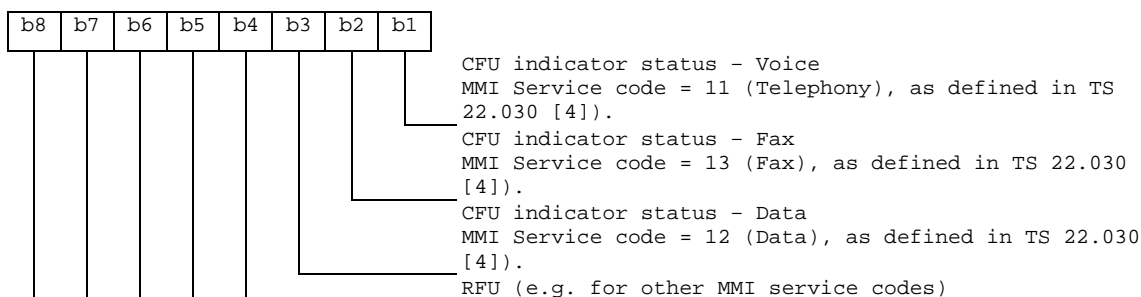 b8 b7 b6 b5 b4 b3 b2 b1
CFU indicator status – Voice
MMI Service code = 11 (Telephony), as defined in TS
22.030 [4]).
CFU indicator status – Fax
MMI Service code = 13 (Fax), as defined in TS 22.030
[4]).
CFU indicator status – Data
MMI Service code = 12 (Data), as defined in TS 22.030
[4]).
RFU (e.g. for other MMI service codes)